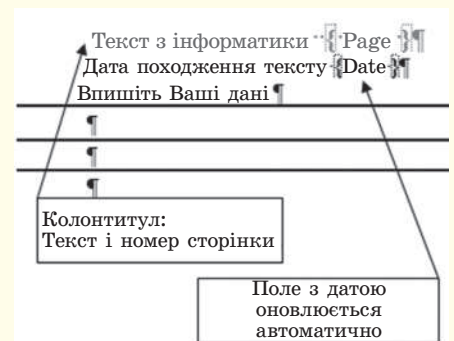 Текст з інформатики ··{·Page·}¶
Дата походження тексту·{Date·}¶
Впишіть Ваші дані¶
¶
¶
¶
Колонтитул:
Текст і номер сторінки
Поле з датою
оновлюється
автоматично